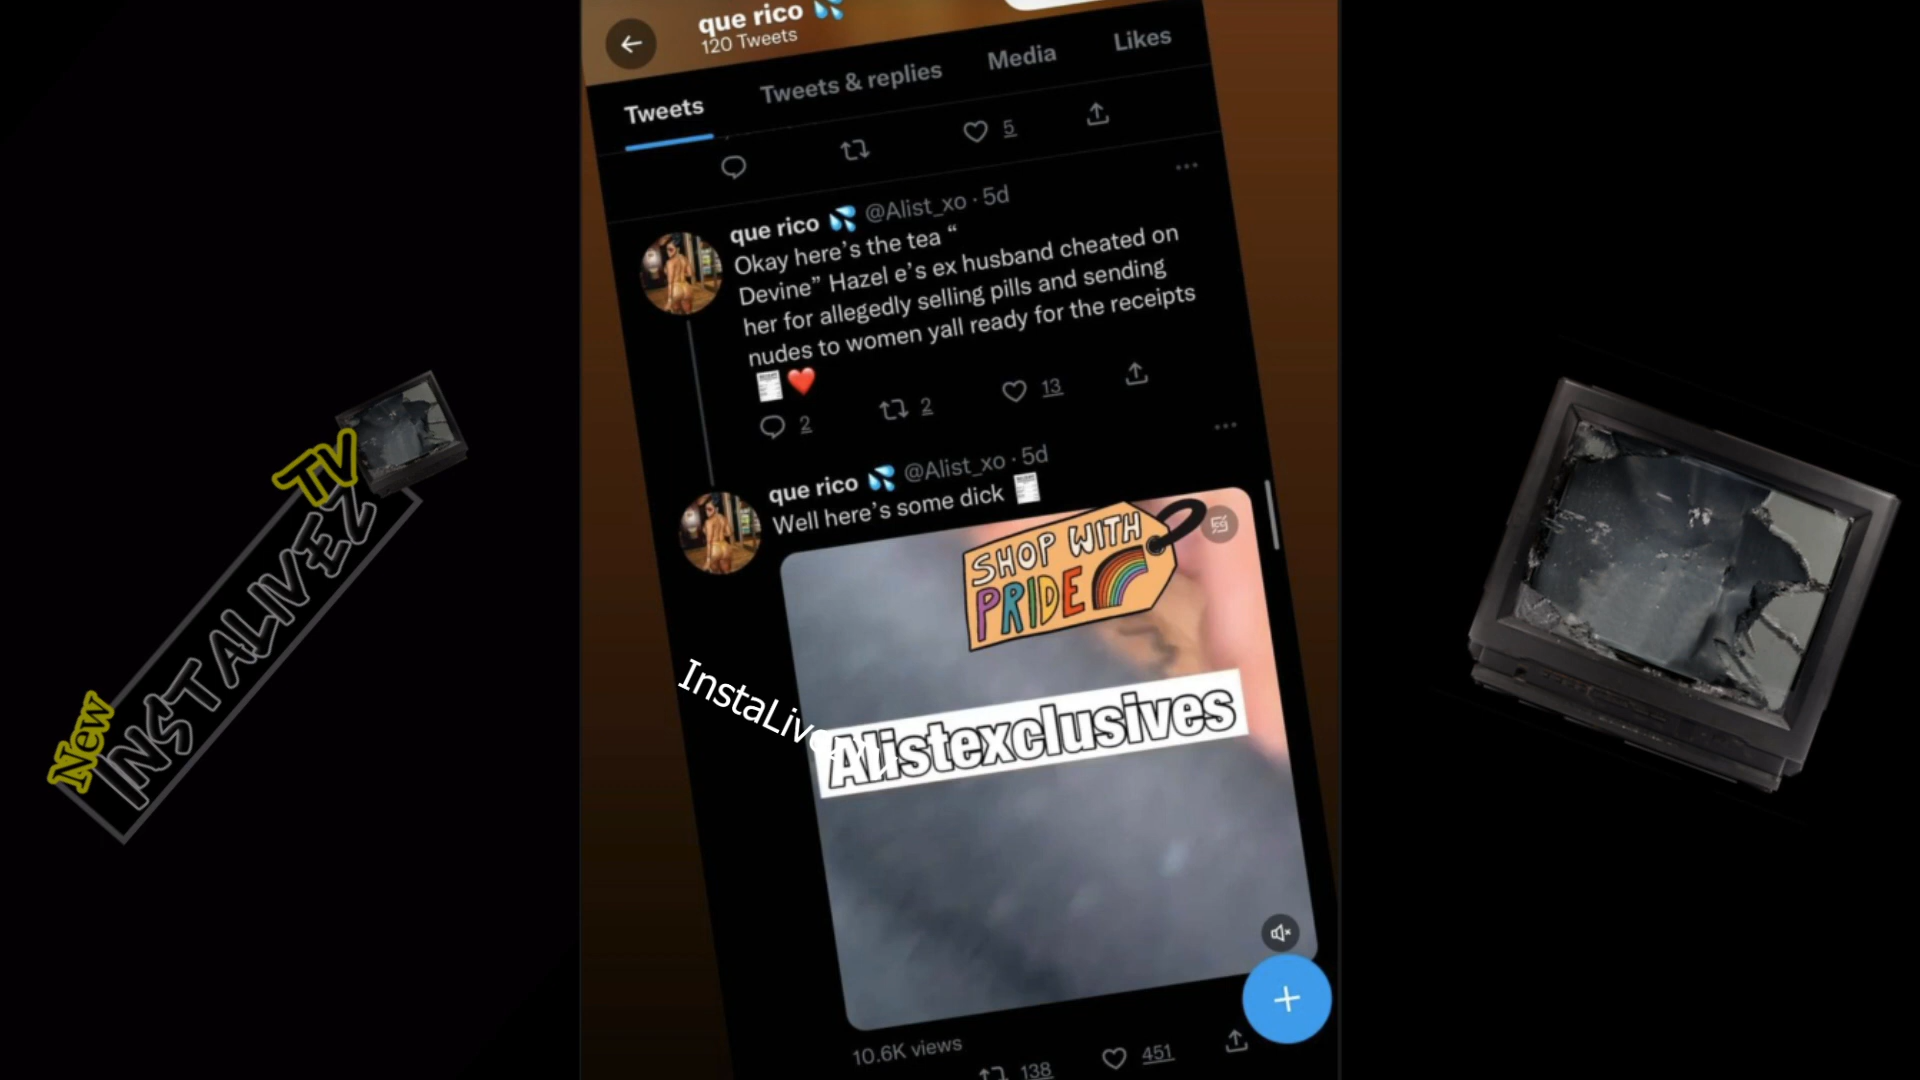 que rico 💦
120 Tweets
Tweets
Tweets & replies
Media
Likes
5
que rico 💦 @Alist_xo · 5d
Okay here’s the tea “
Devine” Hazel e’s ex husband cheated on
her for allegedly selling pills and sending
nudes to women yall ready for the receipts
🧾❤️
2
2
13
que rico 💦 @Alist_xo · 5d
Well here’s some dick 🧾
SHOP WITH
PRIDE
Alistexclusives
10.6K views
138
451
New
INSTALIVEZ
TV